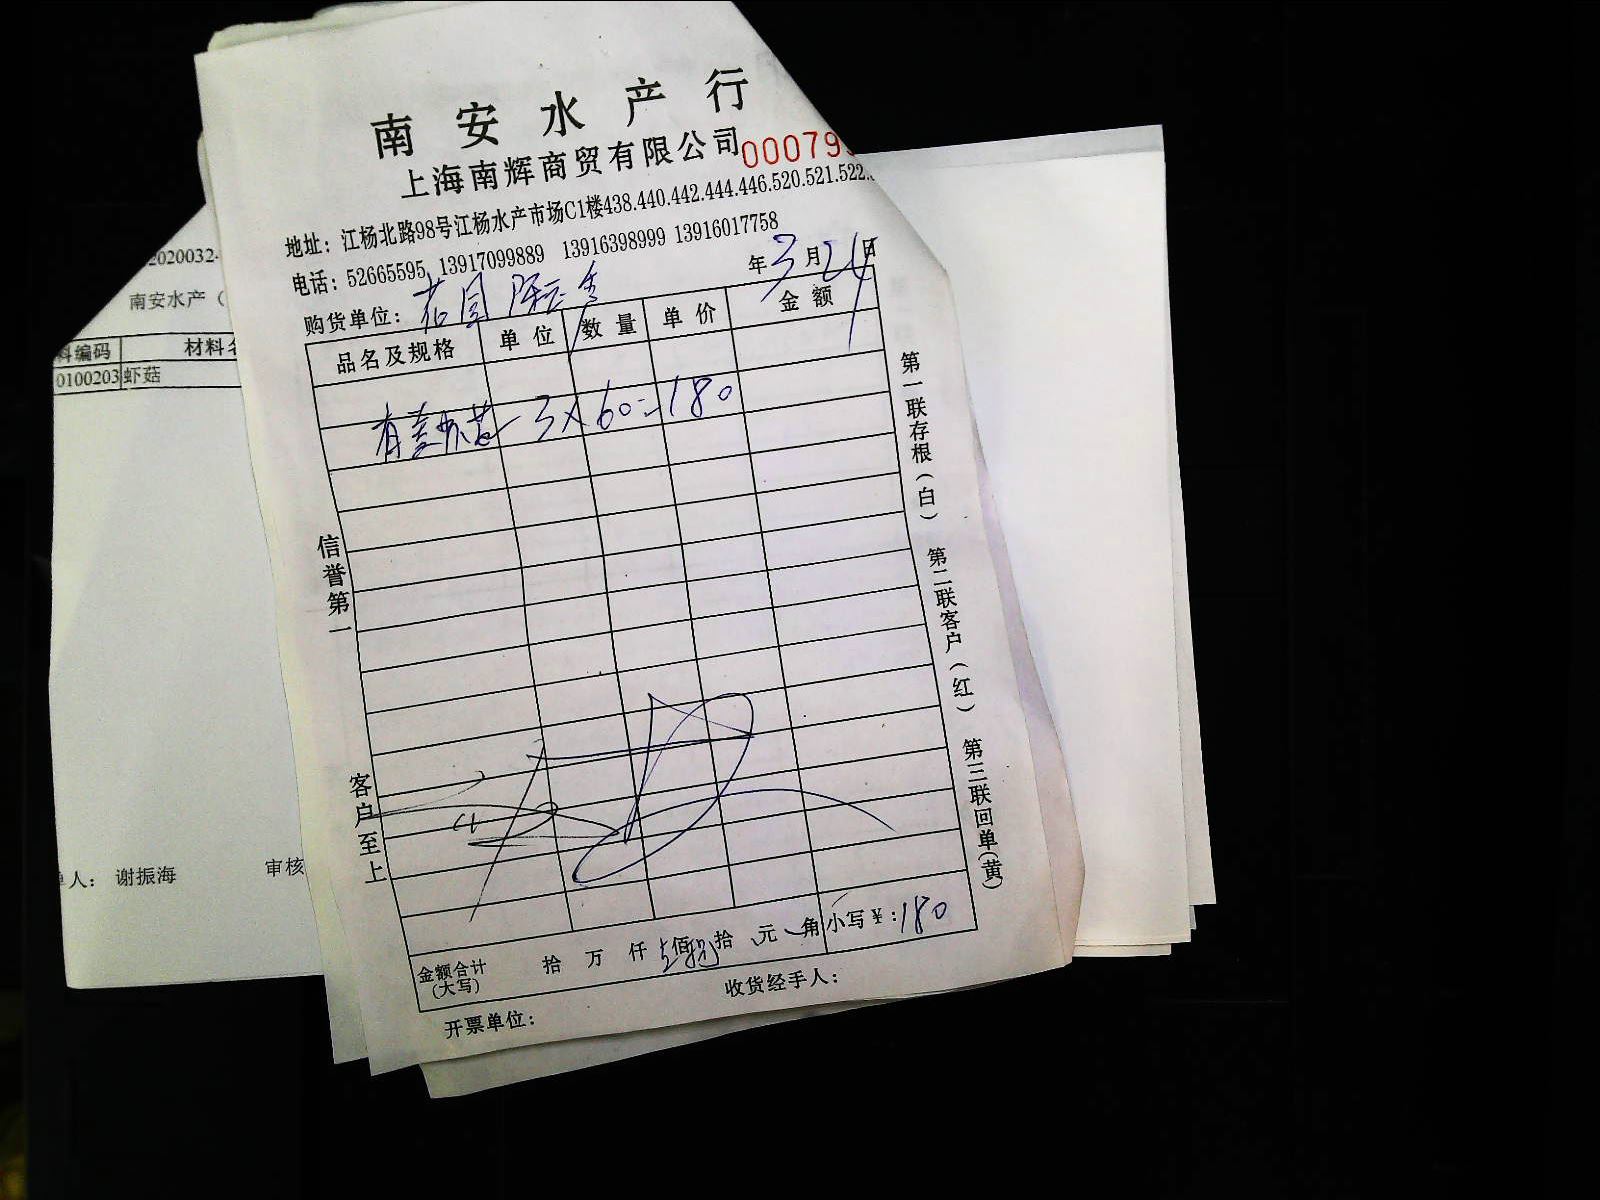 南安水产行
上海南辉商贸有限公司 00079
地址：江杨北路98号江杨水产市场C1楼438.440.442.444.446.520.521.522.
电话：52665595 13917099889 13916398999 13916017758
年3月24日
购货单位：花园
品名及规格 单位 数量 单价 金额
3×60=180
信誉第一
客户至上
第一联存根（白） 第二联客户（红） 第三联回单（黄）
金额合计（大写） 拾 万 仟 佰 拾 元 角 小写￥：180
开票单位： 收货经手人：
2020032-
南安水产（
料编码 材料名
0100203 虾菇
单人： 谢振海 审核